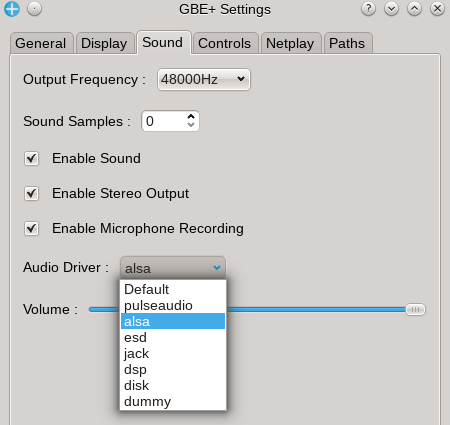 GBE+ Settings
General Display Sound Controls Netplay Paths
Output Frequency : 48000Hz
Sound Samples : 0
Enable Sound
Enable Stereo Output
Enable Microphone Recording
Audio Driver : alsa
Default
Volume : pulseaudio
alsa
esd
jack
dsp
disk
dummy